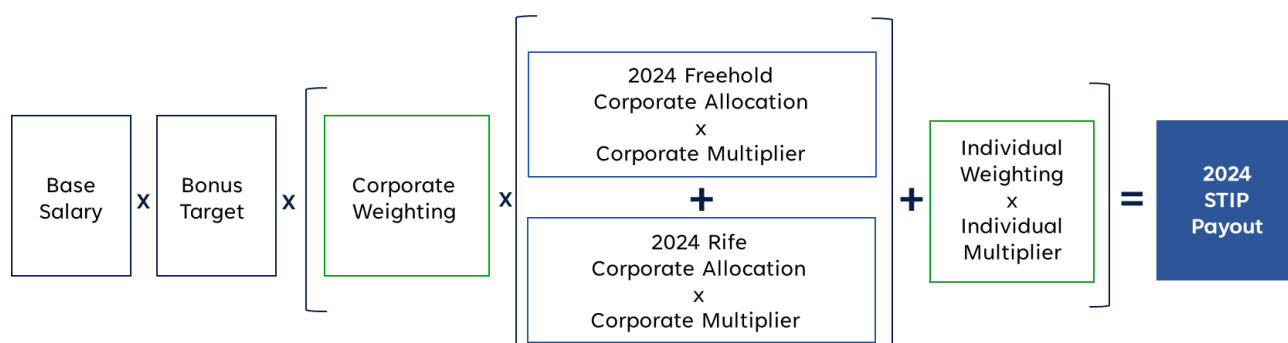 Base
Salary
x
Bonus
Target
x
Corporate
Weighting
x
2024 Freehold
Corporate Allocation
x
Corporate Multiplier
+
2024 Rife
Corporate Allocation
x
Corporate Multiplier
+
Individual
Weighting
x
Individual
Multiplier
=
2024
STIP
Payout